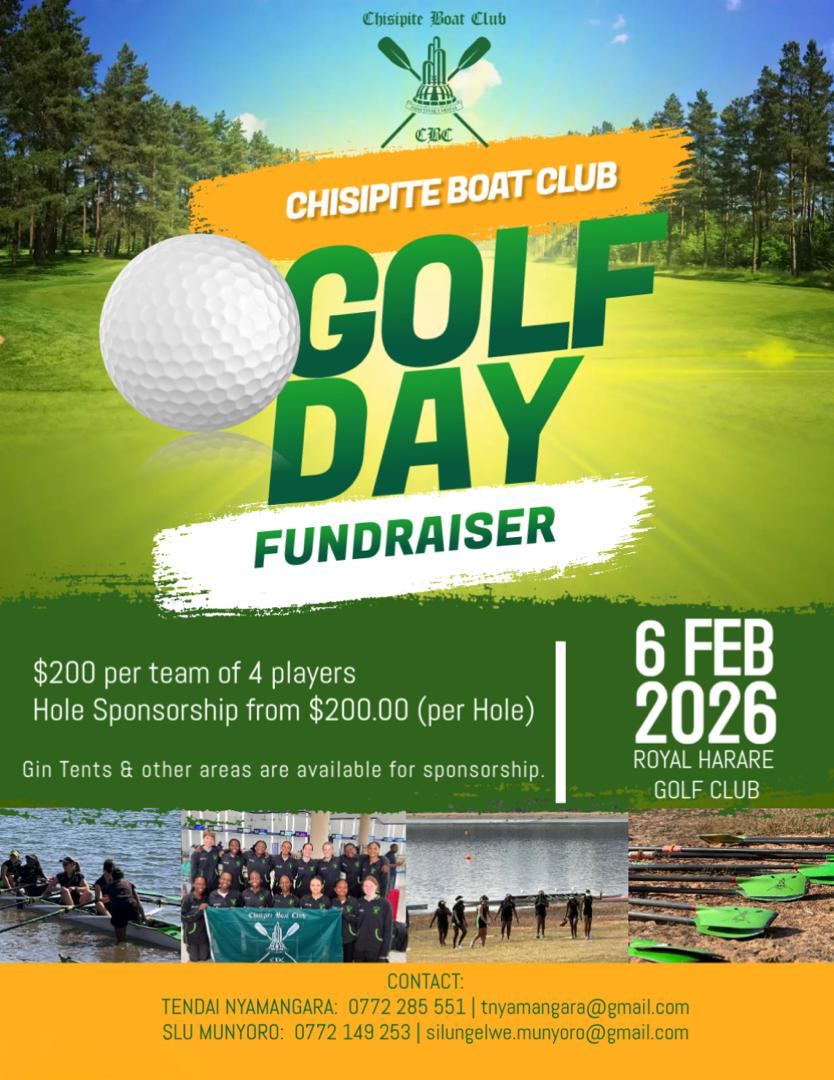 Chisipite Boat Club
CBC
CHISIPITE BOAT CLUB
GOLF
DAY
FUNDRAISER
$200 per team of 4 players
Hole Sponsorship from $200.00 (per Hole)
Gin Tents & other areas are available for sponsorship.
6 FEB
2026
ROYAL HARARE
GOLF CLUB
Chisipite Boat Club
CBC
CONTACT:
TENDAI NYAMANGARA: 0772 285 551 | tnyamangara@gmail.com
SLU MUNYORO: 0772 149 253 | silungelwe.munyoro@gmail.com